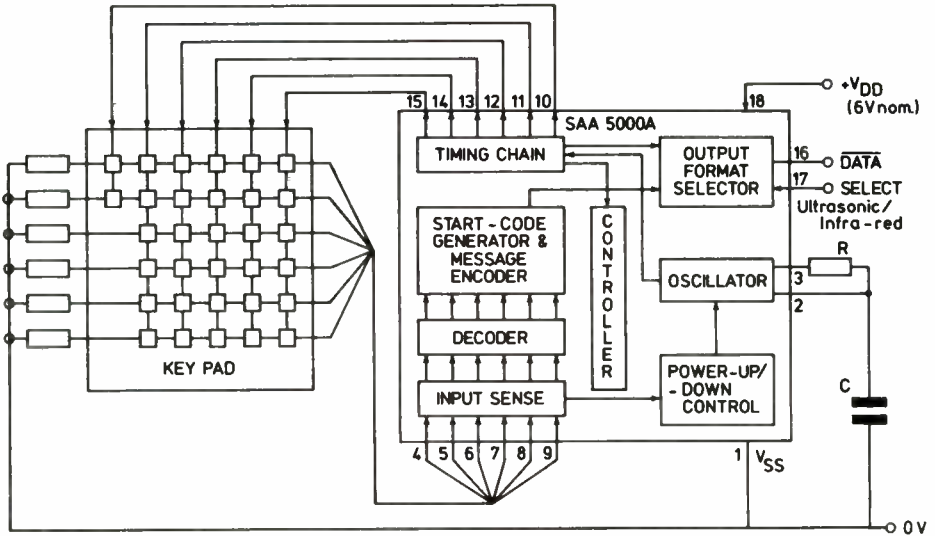 15 14 13 12 11 10
18
+VDD
(6V nom.)
SAA 5000A
TIMING CHAIN
OUTPUT
FORMAT
SELECTOR
16
DATA
17
SELECT
Ultrasonic/
Infra-red
START-CODE
GENERATOR &
MESSAGE
ENCODER
CONTROLLER
R
OSCILLATOR
3
2
DECODER
KEY PAD
INPUT SENSE
POWER-UP/
-DOWN
CONTROL
C
4 5 6 7 8 9
1
VSS
0V